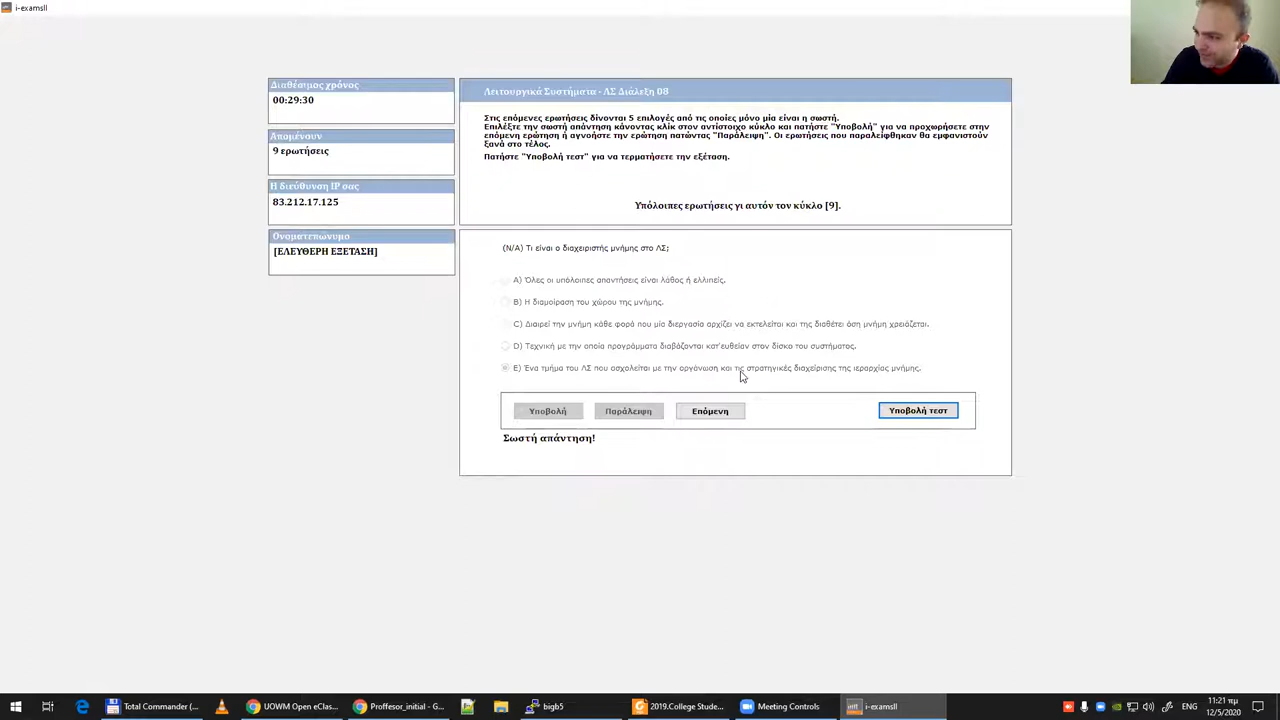 i-examsll
Διαθέσιμος χρόνος
00:29:30
Απομένουν
9 ερωτήσεις
Η διεύθυνση IP σας
83.212.17.125
Ονοματεπώνυμο
[ΕΛΕΥΘΕΡΗ ΕΞΕΤΑΣΗ]
Λειτουργικά Συστήματα - ΛΣ Διάλεξη 08
Στις επόμενες ερωτήσεις δίνονται 5 επιλογές από τις οποίες μόνο μία είναι η σωστή.
Επιλέξτε την σωστή απάντηση κάνοντας κλίκ στον αντίστοιχο κύκλο και πατήστε "Υποβολή" για να προχωρήσετε στην
επόμενη ερώτηση ή αγνοήστε την ερώτηση πατώντας "Παράλειψη". Οι ερωτήσεις που παραλείφθηκαν θα εμφανιστούν
ξανά στο τέλος.
Πατήστε "Υποβολή τεστ" για να τερματήσετε την εξέταση.
Υπόλοιπες ερωτήσεις γι αυτόν τον κύκλο [9].
(N/A) Τι είναι ο διαχειριστής μνήμης στο ΛΣ;
A) Όλες οι υπόλοιπες απαντήσεις είναι λάθος ή ελλιπείς.
B) Η διαμοίραση του χώρου της μνήμης.
C) Διαιρεί την μνήμη κάθε φορά που μία διεργασία αρχίζει να εκτελείται και της διαθέτει όση μνήμη χρειάζεται.
D) Τεχνική με την οποία προγράμματα διαβάζονται κατ'ευθείαν στον δίσκο του συστήματος.
E) Ένα τμήμα του ΛΣ που ασχολείται με την οργάνωση και τις στρατηγικές διαχείρισης της ιεραρχίας μνήμης.
Υποβολή Παράλειψη Επόμενη Υποβολή τεστ
Σωστή απάντηση!
Total Commander (... UOWM Open eClas... Proffesor_initial - G... bigb5 2019.College Stude... Meeting Controls i-examsll
11:21 πμ
12/5/2020